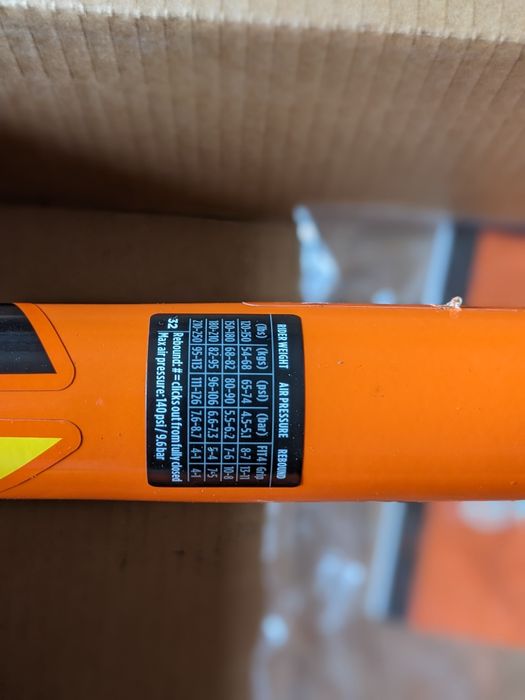 RIDER WEIGHT AIR PRESSURE REBOUND
(lbs) (kgs) (psi) (bar) FIT4 Grip
120-150 54-68 65-74 4.5-5.1 8-7 13-11
150-180 68-82 80-90 5.5-6.2 7-6 10-8
180-210 82-95 96-106 6.6-7.3 5-4 7-5
210-250 95-113 111-126 7.6-8.7 4-1 4-1
32 Rebound: # = clicks out from fully closed
Max air pressure: 140psi / 9.6bar